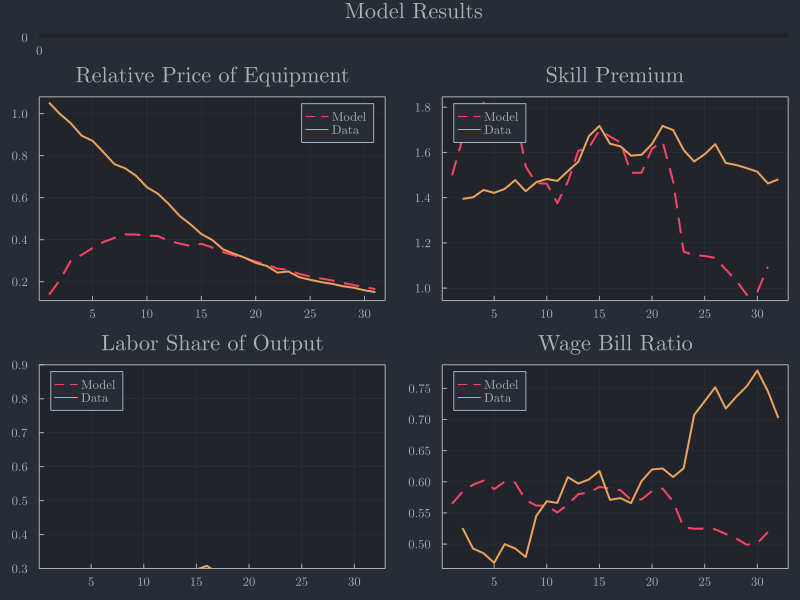 Model Results
0
0
Relative Price of Equipment
Model
Data
1.0
0.8
0.6
0.4
0.2
5 10 15 20 25 30
Skill Premium
Model
Data
1.8
1.6
1.4
1.2
1.0
5 10 15 20 25 30
Labor Share of Output
Model
Data
0.9
0.8
0.7
0.6
0.5
0.4
0.3
5 10 15 20 25 30
Wage Bill Ratio
Model
Data
0.75
0.70
0.65
0.60
0.55
0.50
5 10 15 20 25 30